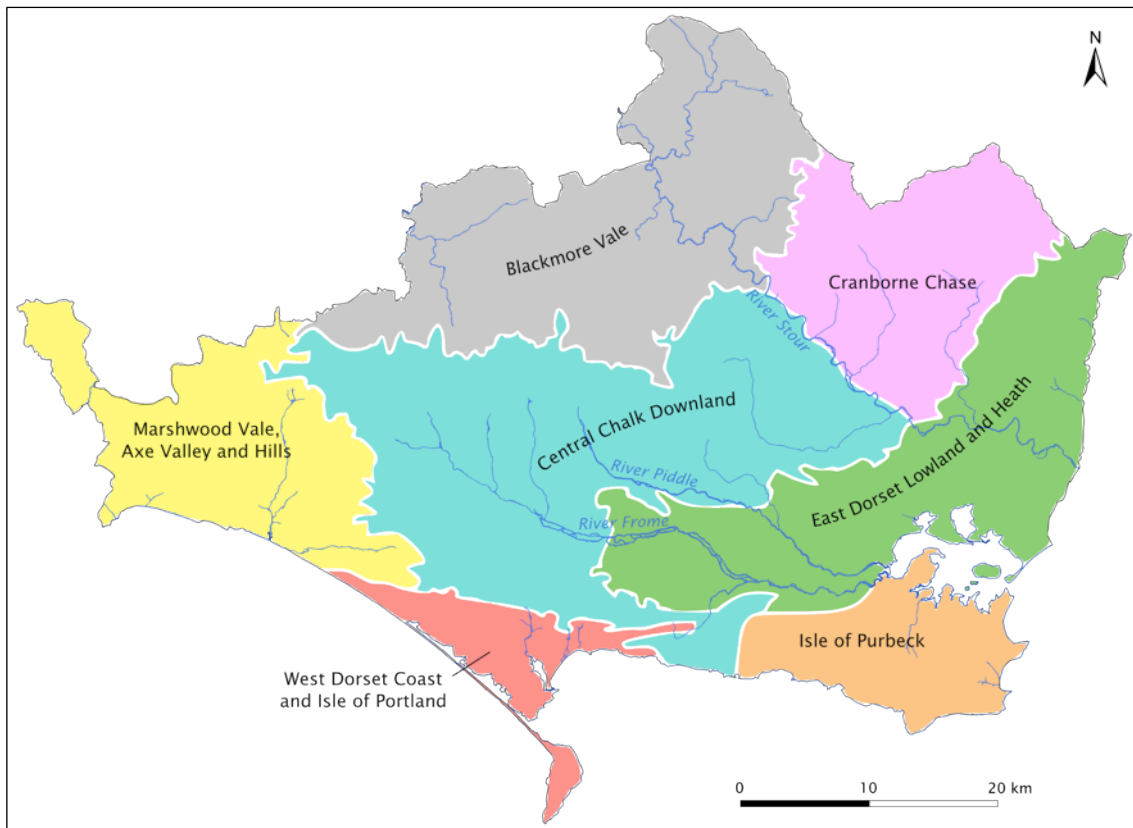 N
Blackmore Vale
Cranborne Chase
River Stour
Marshwood Vale,
Axe Valley and Hills
Central Chalk Downland
River Piddle
East Dorset Lowland and Heath
River Frome
Isle of Purbeck
West Dorset Coast
and Isle of Portland
0 10 20 km